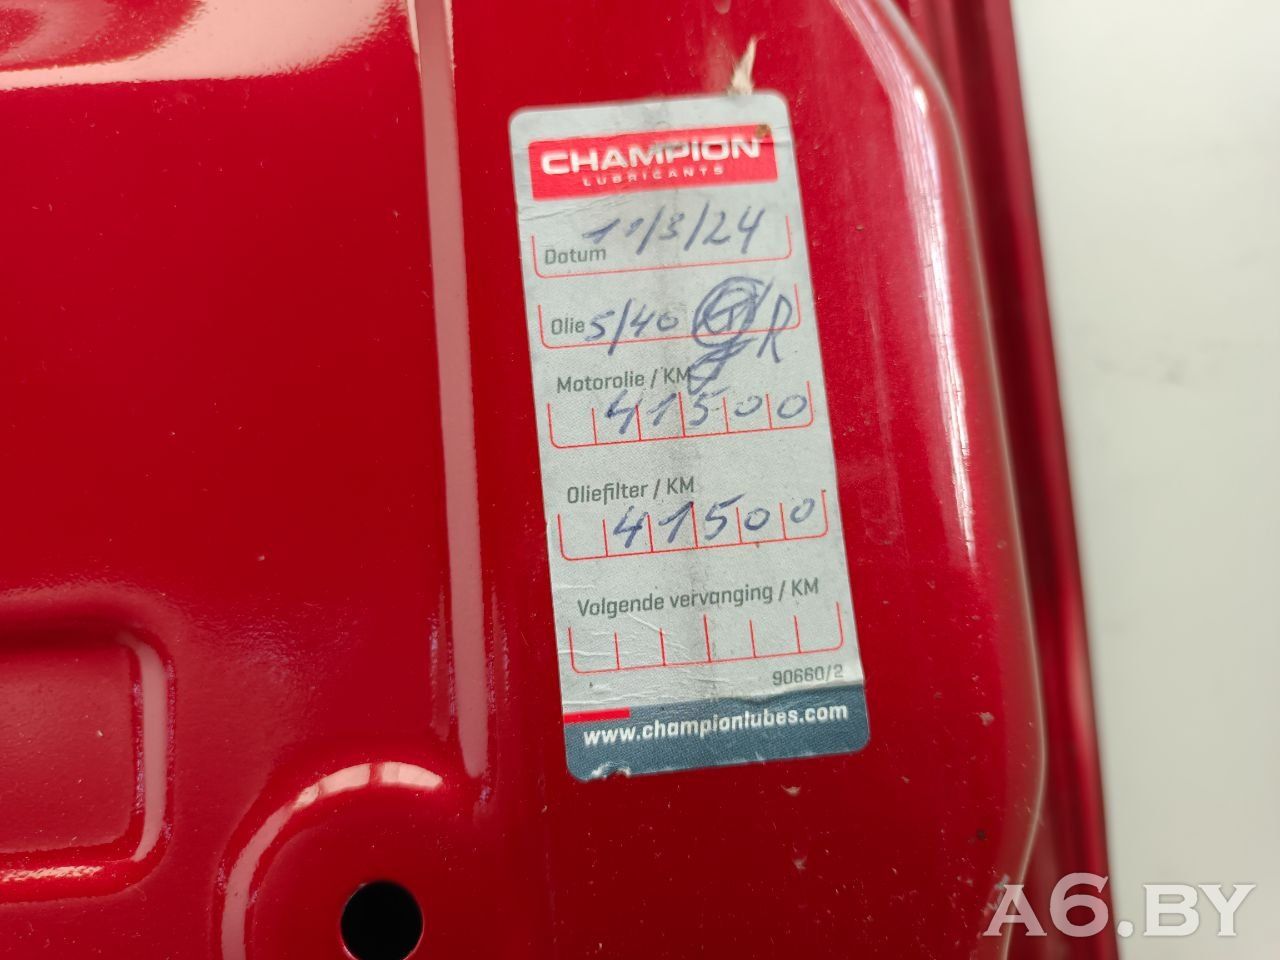 CHAMPION
LUBRICANTS
Datum /3/24
Olie 5/40 R
Motorolie / KM
41500
Oliefilter / KM
41500
Volgende vervanging / KM
90660/2
www.championlubes.com
A6.BY